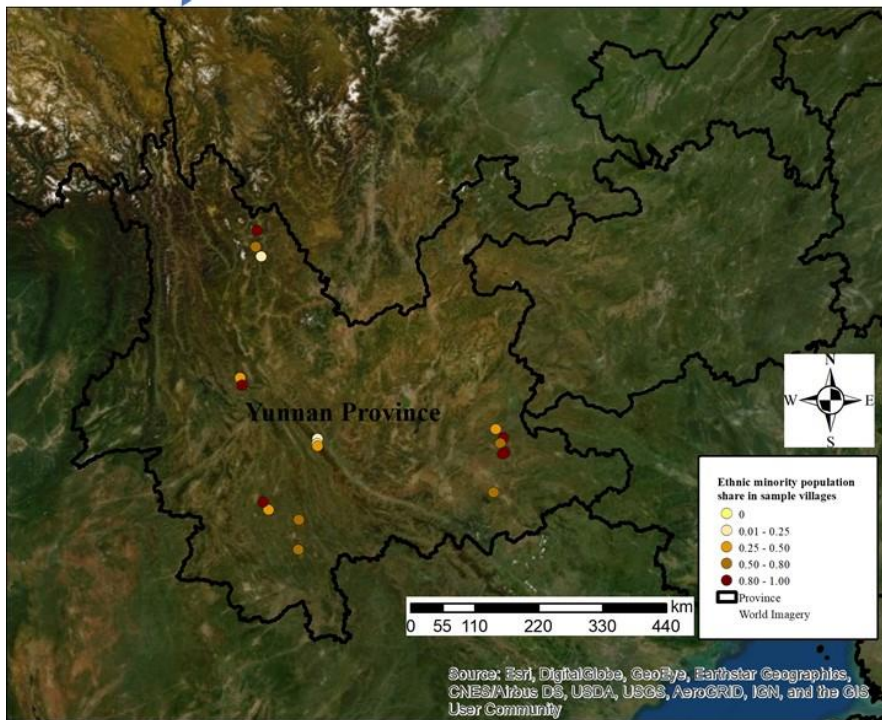 Yunnan Province
N
W E
S
Ethnic minority population
share in sample villages
0
0.01 - 0.25
0.25 - 0.50
0.50 - 0.80
0.80 - 1.00
Province
World Imagery
km
0 55 110 220 330 440
Source: Esri, DigitalGlobe, GeoEye, Earthstar Geographics,
CNES/Airbus DS, USDA, USGS, AeroGRID, IGN, and the GIS
User Community